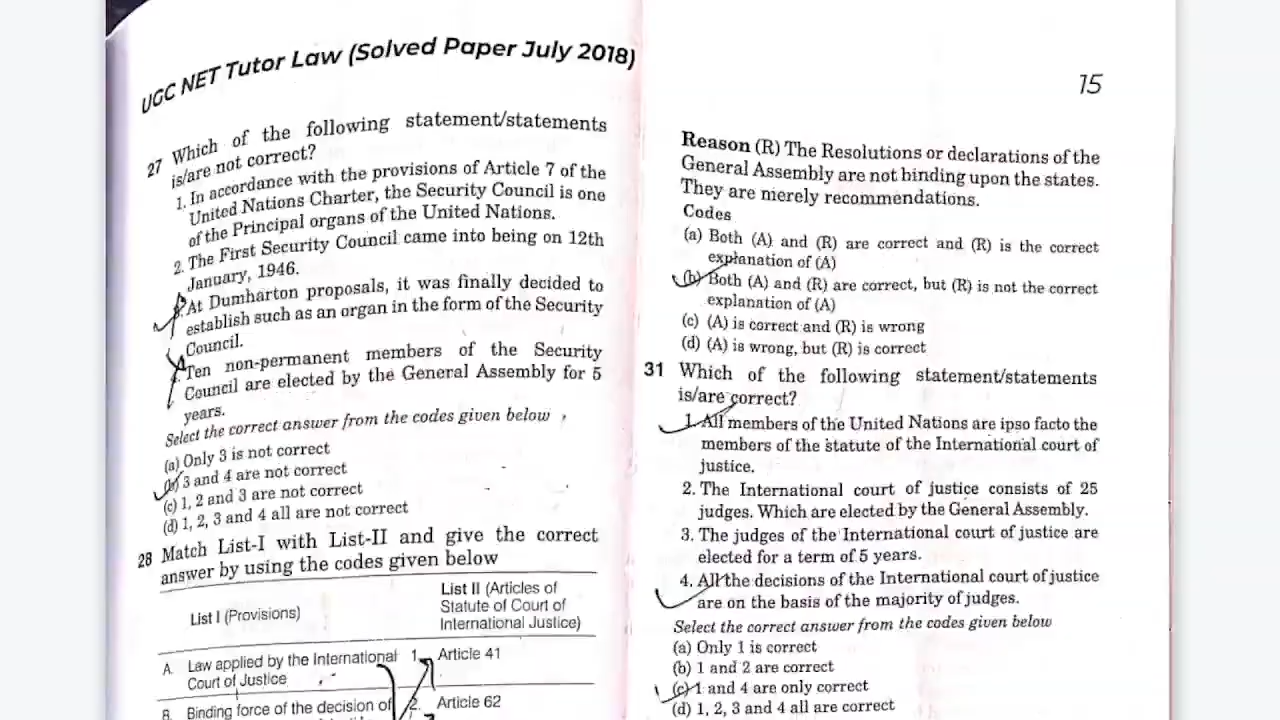 UGC NET Tutor Law (Solved Paper July 2018)
15
27 Which of the following statement/statements
is/are not correct?
1. In accordance with the provisions of Article 7 of the
United Nations Charter, the Security Council is one
of the Principal organs of the United Nations.
2. The First Security Council came into being on 12th
January, 1946.
At Dumharton proposals, it was finally decided to
establish such as an organ in the form of the Security
Council.
Ten non-permanent members of the Security
Council are elected by the General Assembly for 5
years.
Select the correct answer from the codes given below
(a) Only 3 is not correct
(b) 3 and 4 are not correct
(c) 1, 2 and 3 are not correct
(d) 1, 2, 3 and 4 all are not correct
28 Match List-I with List-II and give the correct
answer by using the codes given below
List I (Provisions)
List II (Articles of
Statute of Court of
International Justice)
A. Law applied by the International
Court of Justice
1. Article 41
B. Binding force of the decision of
2. Article 62
Reason (R) The Resolutions or declarations of the
General Assembly are not binding upon the states.
They are merely recommendations.
Codes
(a) Both (A) and (R) are correct and (R) is the correct
explanation of (A)
(b) Both (A) and (R) are correct, but (R) is not the correct
explanation of (A)
(c) (A) is correct and (R) is wrong
(d) (A) is wrong, but (R) is correct
31 Which of the following statement/statements
is/are correct?
1. All members of the United Nations are ipso facto the
members of the statute of the International court of
justice.
2. The International court of justice consists of 25
judges. Which are elected by the General Assembly.
3. The judges of the International court of justice are
elected for a term of 5 years.
4. All the decisions of the International court of justice
are on the basis of the majority of judges.
Select the correct answer from the codes given below
(a) Only 1 is correct
(b) 1 and 2 are correct
(c) 1 and 4 are only correct
(d) 1, 2, 3 and 4 all are correct